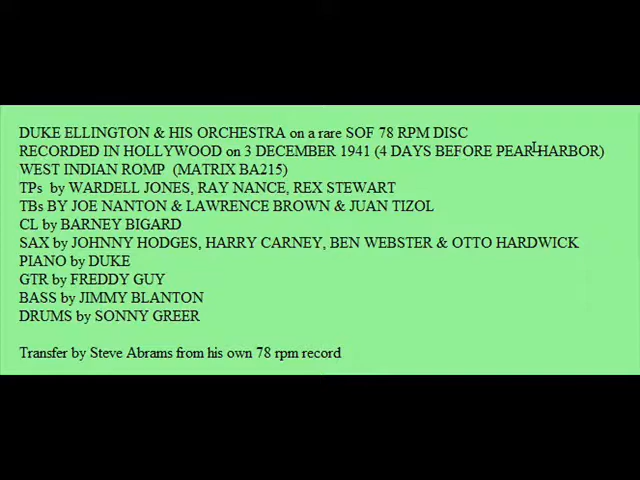 DUKE ELLINGTON & HIS ORCHESTRA on a rare SOF 78 RPM DISC
RECORDED IN HOLLYWOOD on 3 DECEMBER 1941 (4 DAYS BEFORE PEARL HARBOR)
WEST INDIAN ROMP (MATRIX BA215)
TPs by WARDELL JONES, RAY NANCE, REX STEWART
TBs BY JOE NANTON & LAWRENCE BROWN & JUAN TIZOL
CL by BARNEY BIGARD
SAX by JOHNNY HODGES, HARRY CARNEY, BEN WEBSTER & OTTO HARDWICK
PIANO by DUKE
GTR by FREDDY GUY
BASS by JIMMY BLANTON
DRUMS by SONNY GREER
Transfer by Steve Abrams from his own 78 rpm record